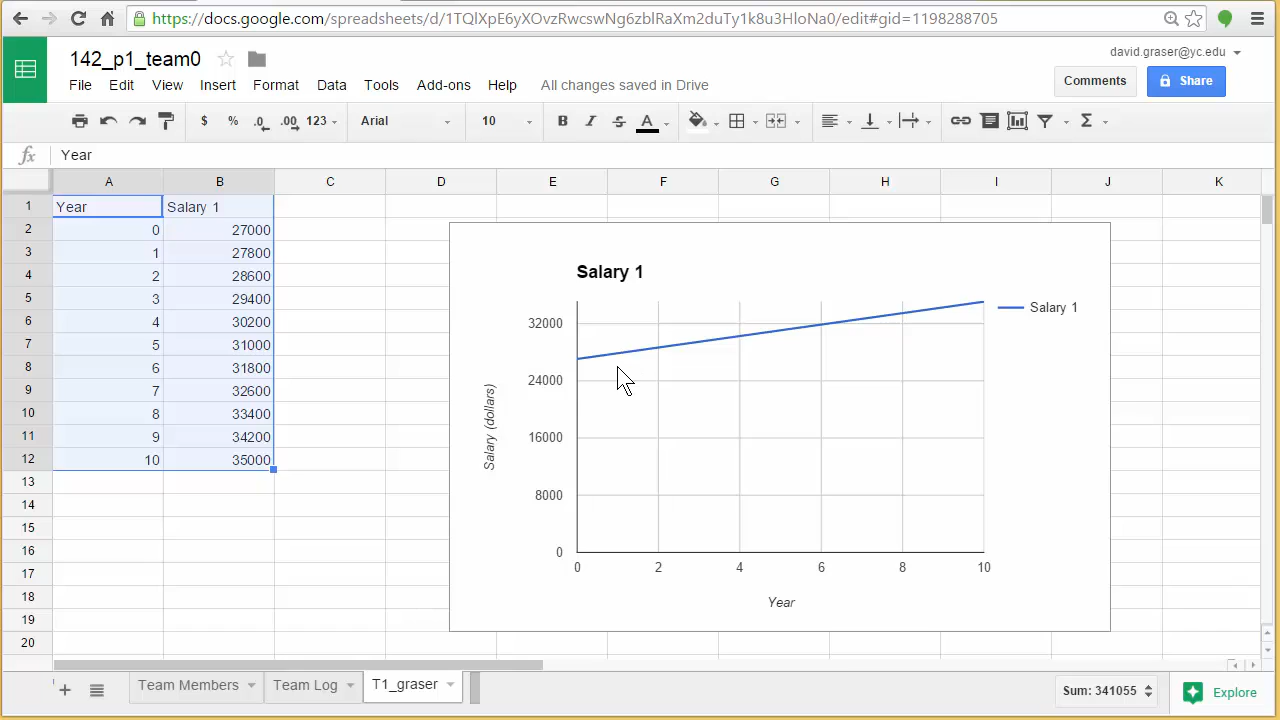 https://docs.google.com/spreadsheets/d/1TQlXpE6yXOvzRwcswNg6zblRaXm2duTy1t8u3HloNa0/edit#gid=1198288705
142_p1_team0
david.graser@yc.edu
File Edit View Insert Format Data Tools Add-ons Help All changes saved in Drive
Comments Share
$ % .0 .00 123 Arial 10 B I S A Σ
fx Year
A B C D E F G H I J K
1 Year Salary 1
2 0 27000
3 1 27800
4 2 28600
5 3 29400
6 4 30200
7 5 31000
8 6 31800
9 7 32600
10 8 33400
11 9 34200
12 10 35000
13
14
15
16
17
18
19
20
Salary 1
Salary 1
32000
24000
16000
8000
0
Salary (dollars)
0 2 4 6 8 10
Year
Team Members Team Log T1_graser
Sum: 341055
Explore